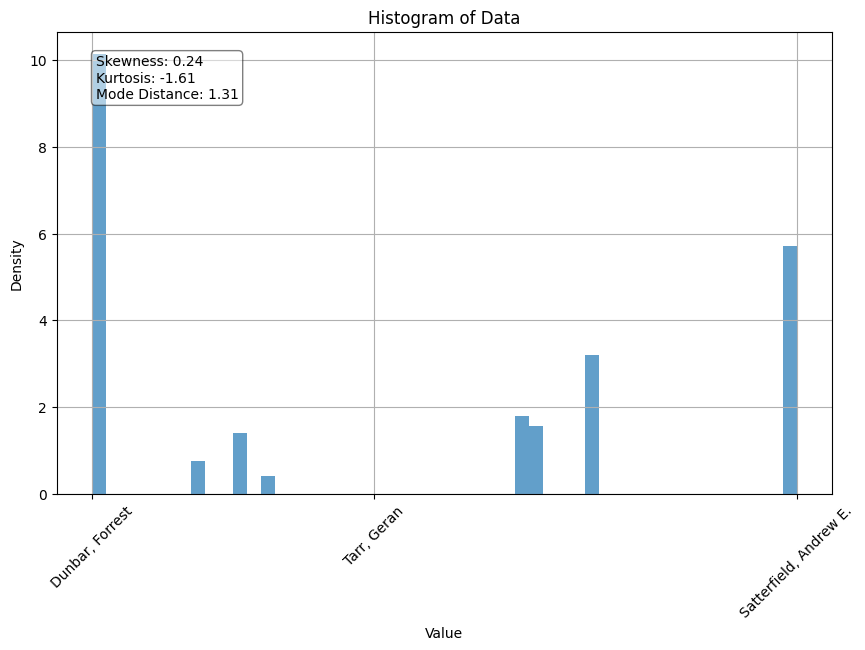 Histogram of Data
Skewness: 0.24
Kurtosis: -1.61
Mode Distance: 1.31
Density
10
8
6
4
2
0
Dunbar, Forrest
Tarr, Geran
Satterfield, Andrew E.
Value